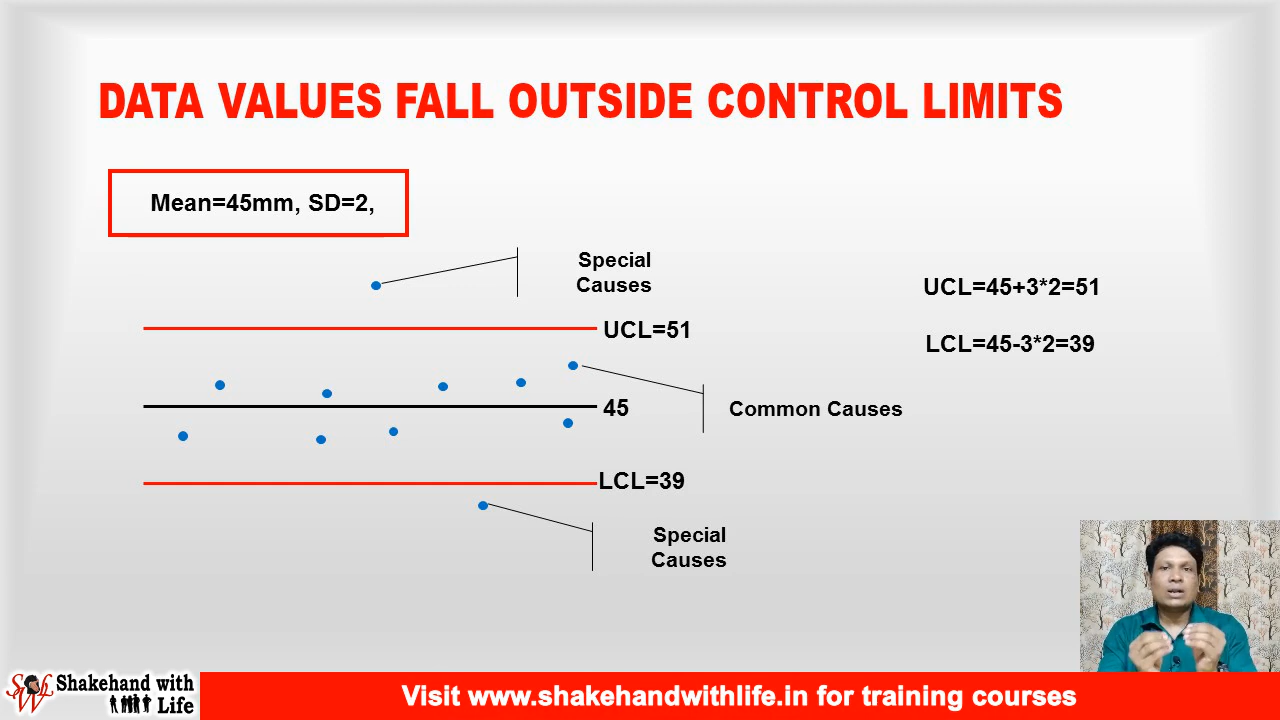 DATA VALUES FALL OUTSIDE CONTROL LIMITS
Mean=45mm, SD=2,
Special
Causes
UCL=51
UCL=45+3*2=51
LCL=45-3*2=39
45
Common Causes
LCL=39
Special
Causes
SWL
Shakehand with
Life
Visit www.shakehandwithlife.in for training courses